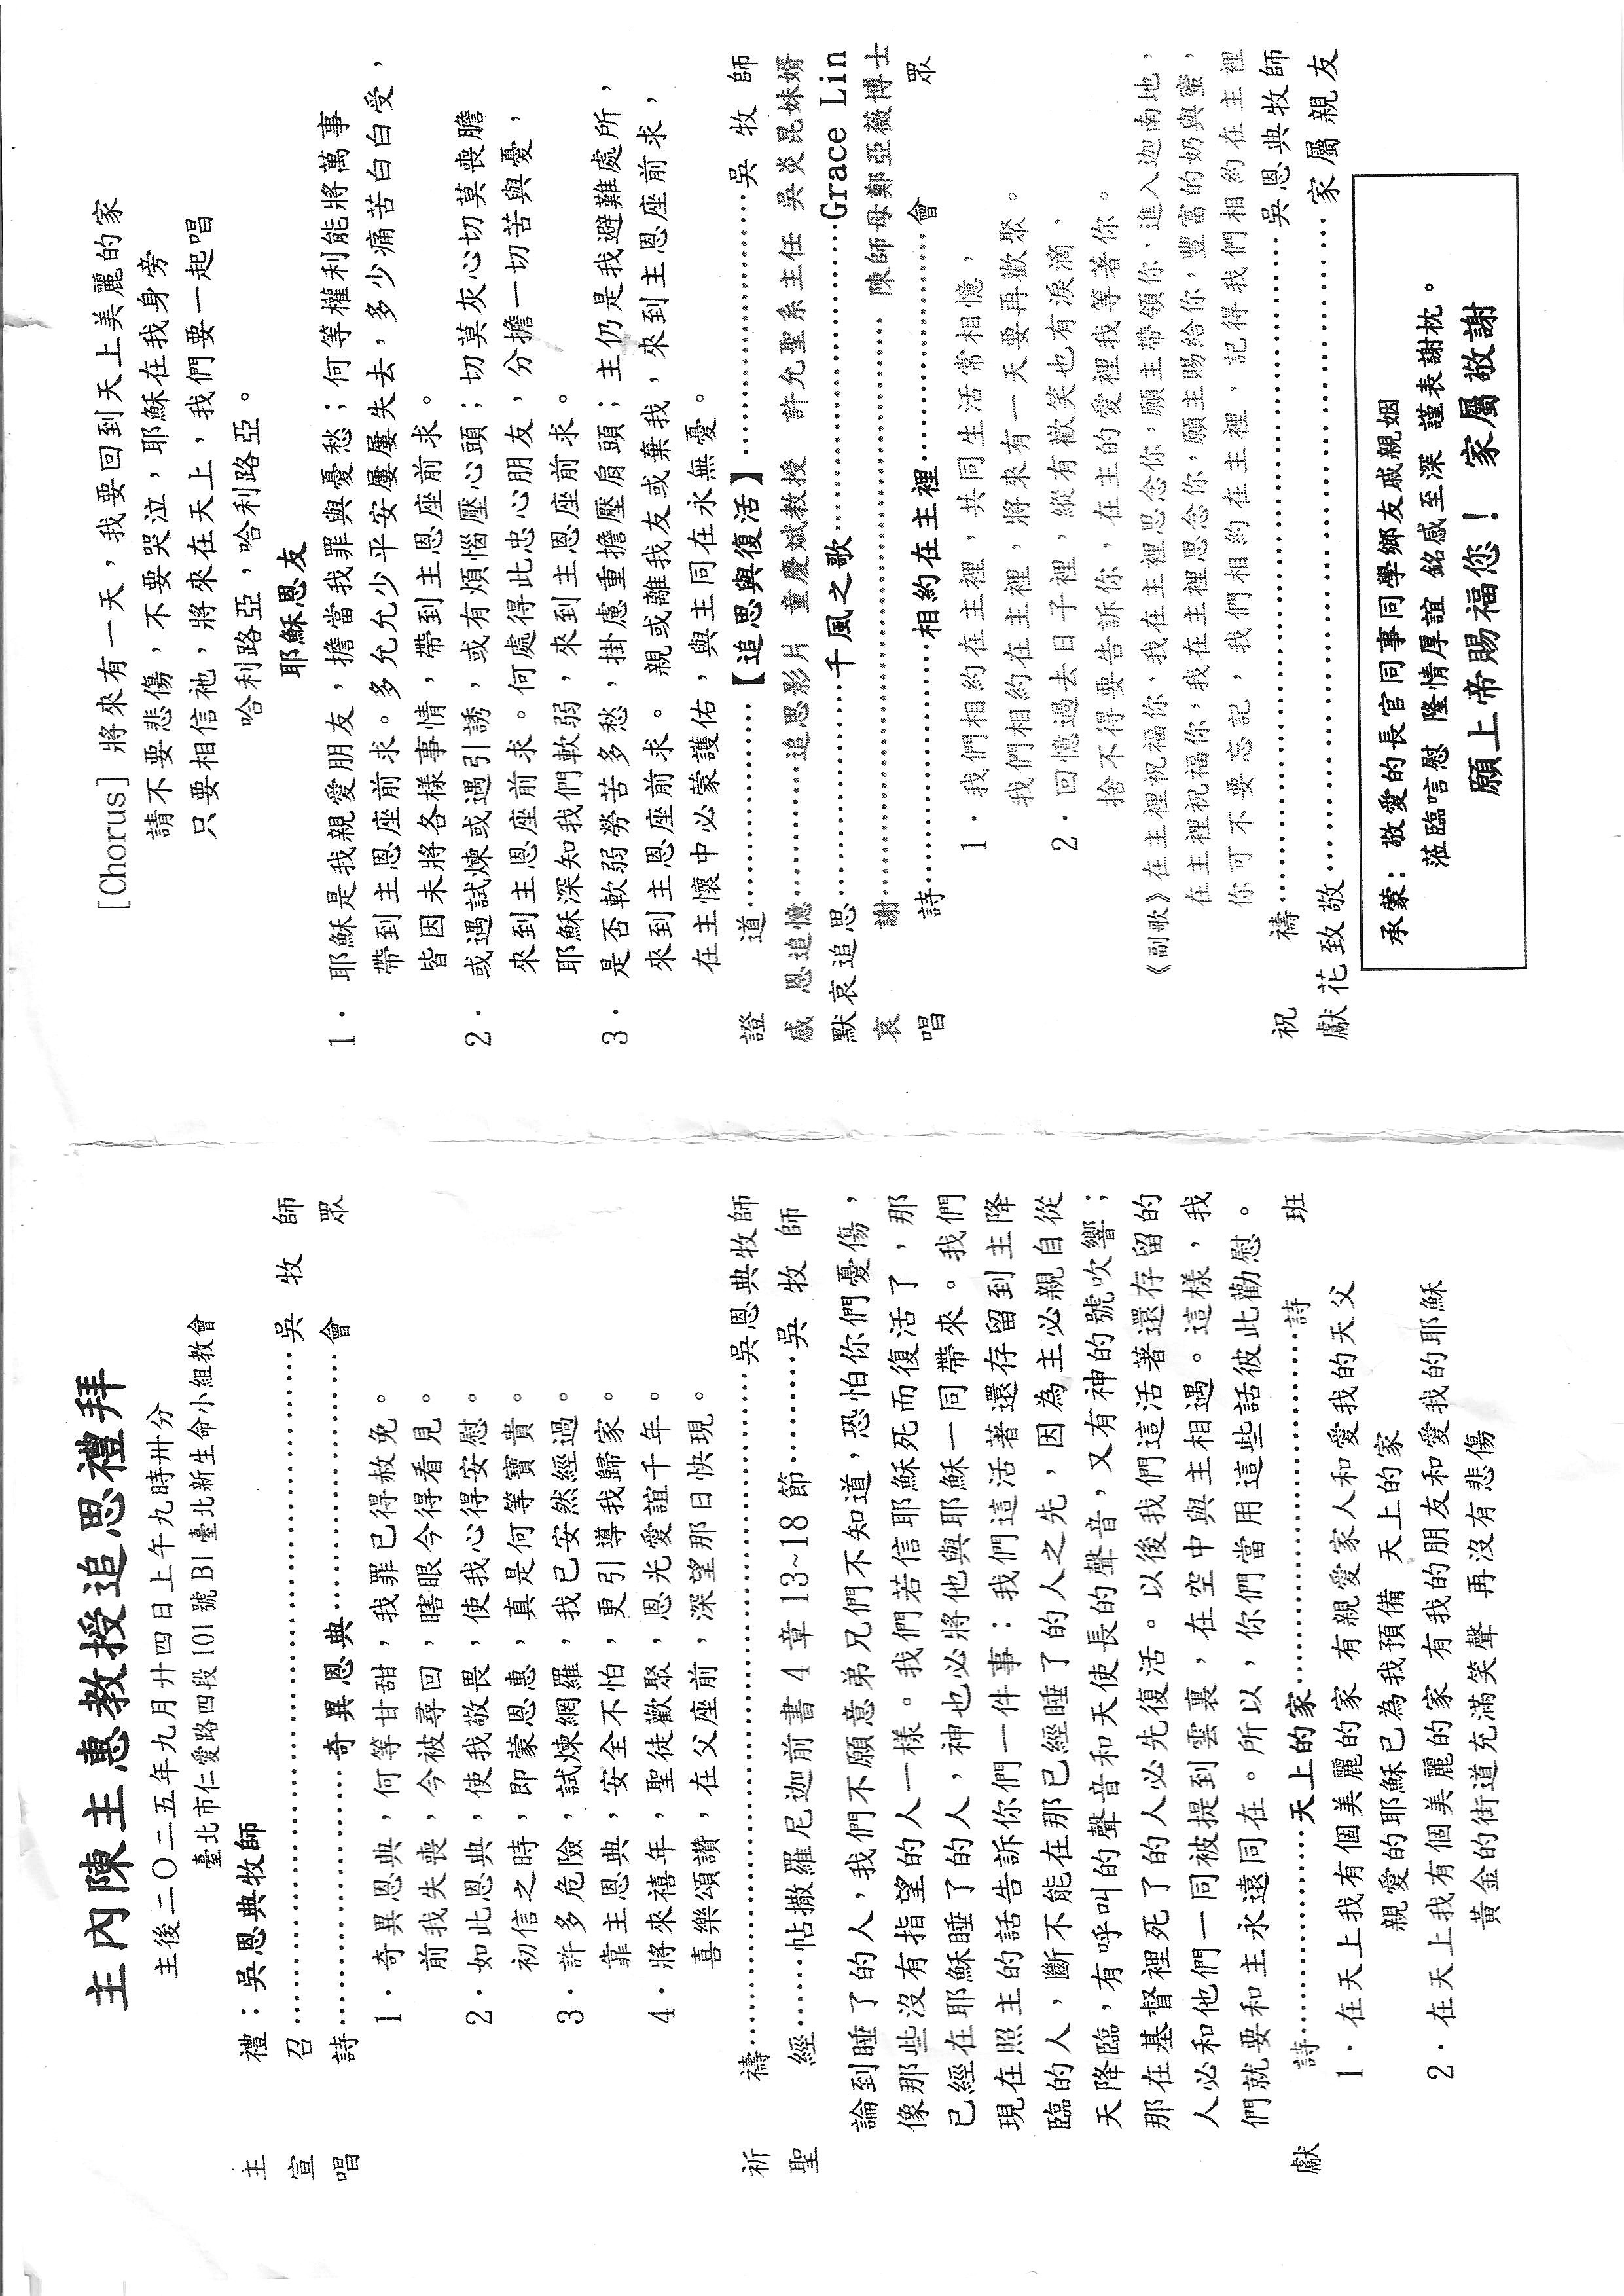 主內陳主惠教授追思禮拜
主後二〇二五年九月廿四日上午九時卅分
臺北市仁愛路四段101號B1臺北新生命小組教會
主　禮：吳恩典牧師
宣　召……………………………………………吳牧師
唱　詩…………………奇異恩典…………………會　眾
1．奇異恩典，何等甘甜，我罪已得赦免。
前我失喪，今被尋回，瞎眼今得看見。
2．如此恩典，使我敬畏，使我心得安慰。
初信之時，即蒙恩惠，真是何等寶貴。
3．許多危險，試煉網羅，我已安然經過。
靠主恩典，安全不怕，更引導我歸家。
4．將來禧年，聖徒歡聚，恩光愛誼千年。
喜樂頌讚，在父座前，深望那日快現。
祈　禱……………………………………………吳恩典牧師
聖　經……帖撒羅尼迦前書4章13~18節………吳牧師
論到睡了的人，我們不願意弟兄們不知道，恐怕你們憂傷，
像那些沒有指望的人一樣。我們若信耶穌死而復活了，那
已經在耶穌睡了的人，神也必將他與耶穌一同帶來。我們
現在照主的話告訴你們一件事：我們這活著還存留到主降
臨的人，斷不能在那已經睡了的人之先，因為主必親自從
天降臨，有呼叫的聲音和天使長的聲音，又有神的號吹響；
那在基督裡死了的人必先復活。以後我們這活著還存留的
人必和他們一同被提到雲裏，在空中與主相遇。這樣，我
們就要和主永遠同在。所以，你們當用這些話彼此勸慰。
獻　詩………………天上的家…………………………詩　班
1．在天上我有個美麗的家 有親愛家人和愛我的天父
親愛的耶穌已為我預備 天上的家
2．在天上我有個美麗的家 有我的朋友和愛我的耶穌
黃金的街道充滿笑聲 再沒有悲傷
[Chorus] 將來有一天，我要回到天上美麗的家
請不要悲傷，不要哭泣，耶穌在我身旁
只要相信祂，將來在天上，我們要一起唱
哈利路亞，哈利路亞。
耶穌恩友
1． 耶穌是我親愛朋友，擔當我罪與憂愁；何等權利能將萬事
帶到主恩座前求。多允允少平安屢屢失去，多少痛苦白白受，
皆因未將各樣事情，帶到主恩座前求。
2． 或遇試煉或遇引誘，或有煩惱壓心頭；切莫灰心切莫喪膽
來到主恩座前求。何處得此忠心朋友，分擔一切苦與憂，
耶穌深知我們軟弱，來到主恩座前求。
3． 是否軟弱勞苦多愁，掛慮重擔壓肩頭；主仍是我避難處所，
來到主恩座前求。 親或離我友或棄我，來到主恩座前求，
在主懷中必蒙護佑，與主同在永無憂。
證　道………………【追思與復活】…………………吳牧師
感恩追憶…………追思影片 童慶斌教授 許允聖系主任 吳炎昆妹婿
默哀追思………………千風之歌………………………Grace Lin
哀　謝…………………………………………… 陳師母鄭亞薇博士
唱　詩…………………相約在主裡…………………會　眾
1．我們相約在主裡，共同生活常相憶，
我們相約在主裡，將來有一天要再歡聚。
2．回憶過去日子裡，縱有歡笑也有淚滴．
捨不得要告訴你，在主的愛裡我等著你。
《副歌》在主裡祝福你，我在主裡思念你，願主帶領你，進入迦南地，
在主裡祝福你，我在主裡思念你，願主賜給你，豐富的奶與蜜，
你可不要忘記，我們相約在主裡，記得我們相約在主裡
祝　禱……………………………………………吳恩典牧師
獻花致敬……………………………………………家屬親友
承蒙：敬愛的長官同事同學鄉友戚親姻
蒞臨唁慰 隆情厚誼 銘感至深 謹表謝忱。
願上帝賜福您！ 家屬敬謝